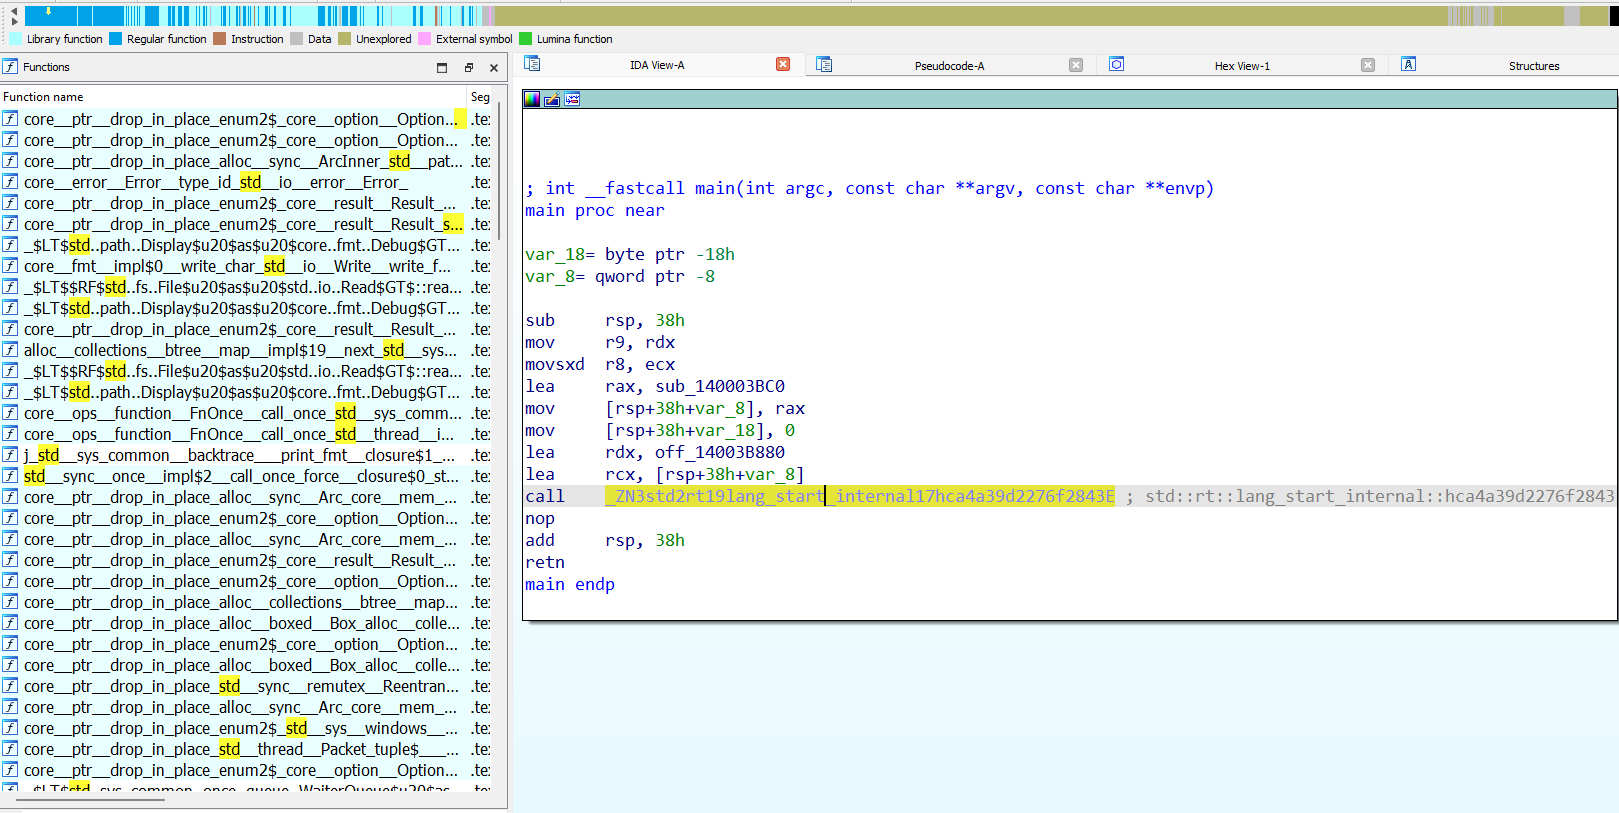 Library function Regular function Instruction Data Unexplored External symbol Lumina function
Functions
Function name Seg
core__ptr__drop_in_place_enum2$_core__option__Option... .te
core__ptr__drop_in_place_enum2$_core__option__Option... .te
core__ptr__drop_in_place_alloc__sync__ArcInner_std__pat... .te
core__error__Error__type_id_std__io__error__Error_ .te
core__ptr__drop_in_place_enum2$_core__result__Result_... .te
core__ptr__drop_in_place_enum2$_core__result__Result_s... .te
_$LT$std..path..Display$u20$as$u20$core..fmt..Debug$GT... .te
core__fmt__impl$0__write_char_std__io__Write__write_f... .te
_$LT$$RF$std..fs..File$u20$as$u20$std..io..Read$GT$::rea... .te
_$LT$std..path..Display$u20$as$u20$core..fmt..Debug$GT... .te
core__ptr__drop_in_place_enum2$_core__result__Result_... .te
alloc__collections__btree__map__impl$19__next_std__sys... .te
_$LT$$RF$std..fs..File$u20$as$u20$std..io..Read$GT$::rea... .te
_$LT$std..path..Display$u20$as$u20$core..fmt..Debug$GT... .te
core__ops__function__FnOnce__call_once_std__sys_comm... .te
core__ops__function__FnOnce__call_once_std__thread__i... .te
j_std__sys_common__backtrace___print_fmt__closure$1_... .te
std__sync__once__impl$2__call_once_force__closure$0_st... .te
core__ptr__drop_in_place_alloc__sync__Arc_core__mem_... .te
core__ptr__drop_in_place_enum2$_core__option__Option... .te
core__ptr__drop_in_place_alloc__sync__Arc_core__mem_... .te
core__ptr__drop_in_place_enum2$_core__result__Result_... .te
core__ptr__drop_in_place_enum2$_core__option__Option... .te
core__ptr__drop_in_place_alloc__collections__btree__map... .te
core__ptr__drop_in_place_alloc__boxed__Box_alloc__colle... .te
core__ptr__drop_in_place_enum2$_core__option__Option... .te
core__ptr__drop_in_place_alloc__boxed__Box_alloc__colle... .te
core__ptr__drop_in_place_std__sync__remutex__Reentran... .te
core__ptr__drop_in_place_alloc__sync__Arc_core__mem_... .te
core__ptr__drop_in_place_enum2$_std__sys__windows__... .te
core__ptr__drop_in_place_std__thread__Packet_tuple$____... .te
core__ptr__drop_in_place_enum2$_core__option__Option... .te
_$LT$std..sys_common..once..queue..WaiterQueue$u20$as... .te
IDA View-A Pseudocode-A Hex View-1 Structures
; int __fastcall main(int argc, const char **argv, const char **envp)
main proc near
var_18= byte ptr -18h
var_8= qword ptr -8
sub rsp, 38h
mov r9, rdx
movsxd r8, ecx
lea rax, sub_140003BC0
mov [rsp+38h+var_8], rax
mov [rsp+38h+var_18], 0
lea rdx, off_14003B880
lea rcx, [rsp+38h+var_8]
call _ZN3std2rt19lang_start_internal17hca4a39d2276f2843E ; std::rt::lang_start_internal::hca4a39d2276f2843
nop
add rsp, 38h
retn
main endp